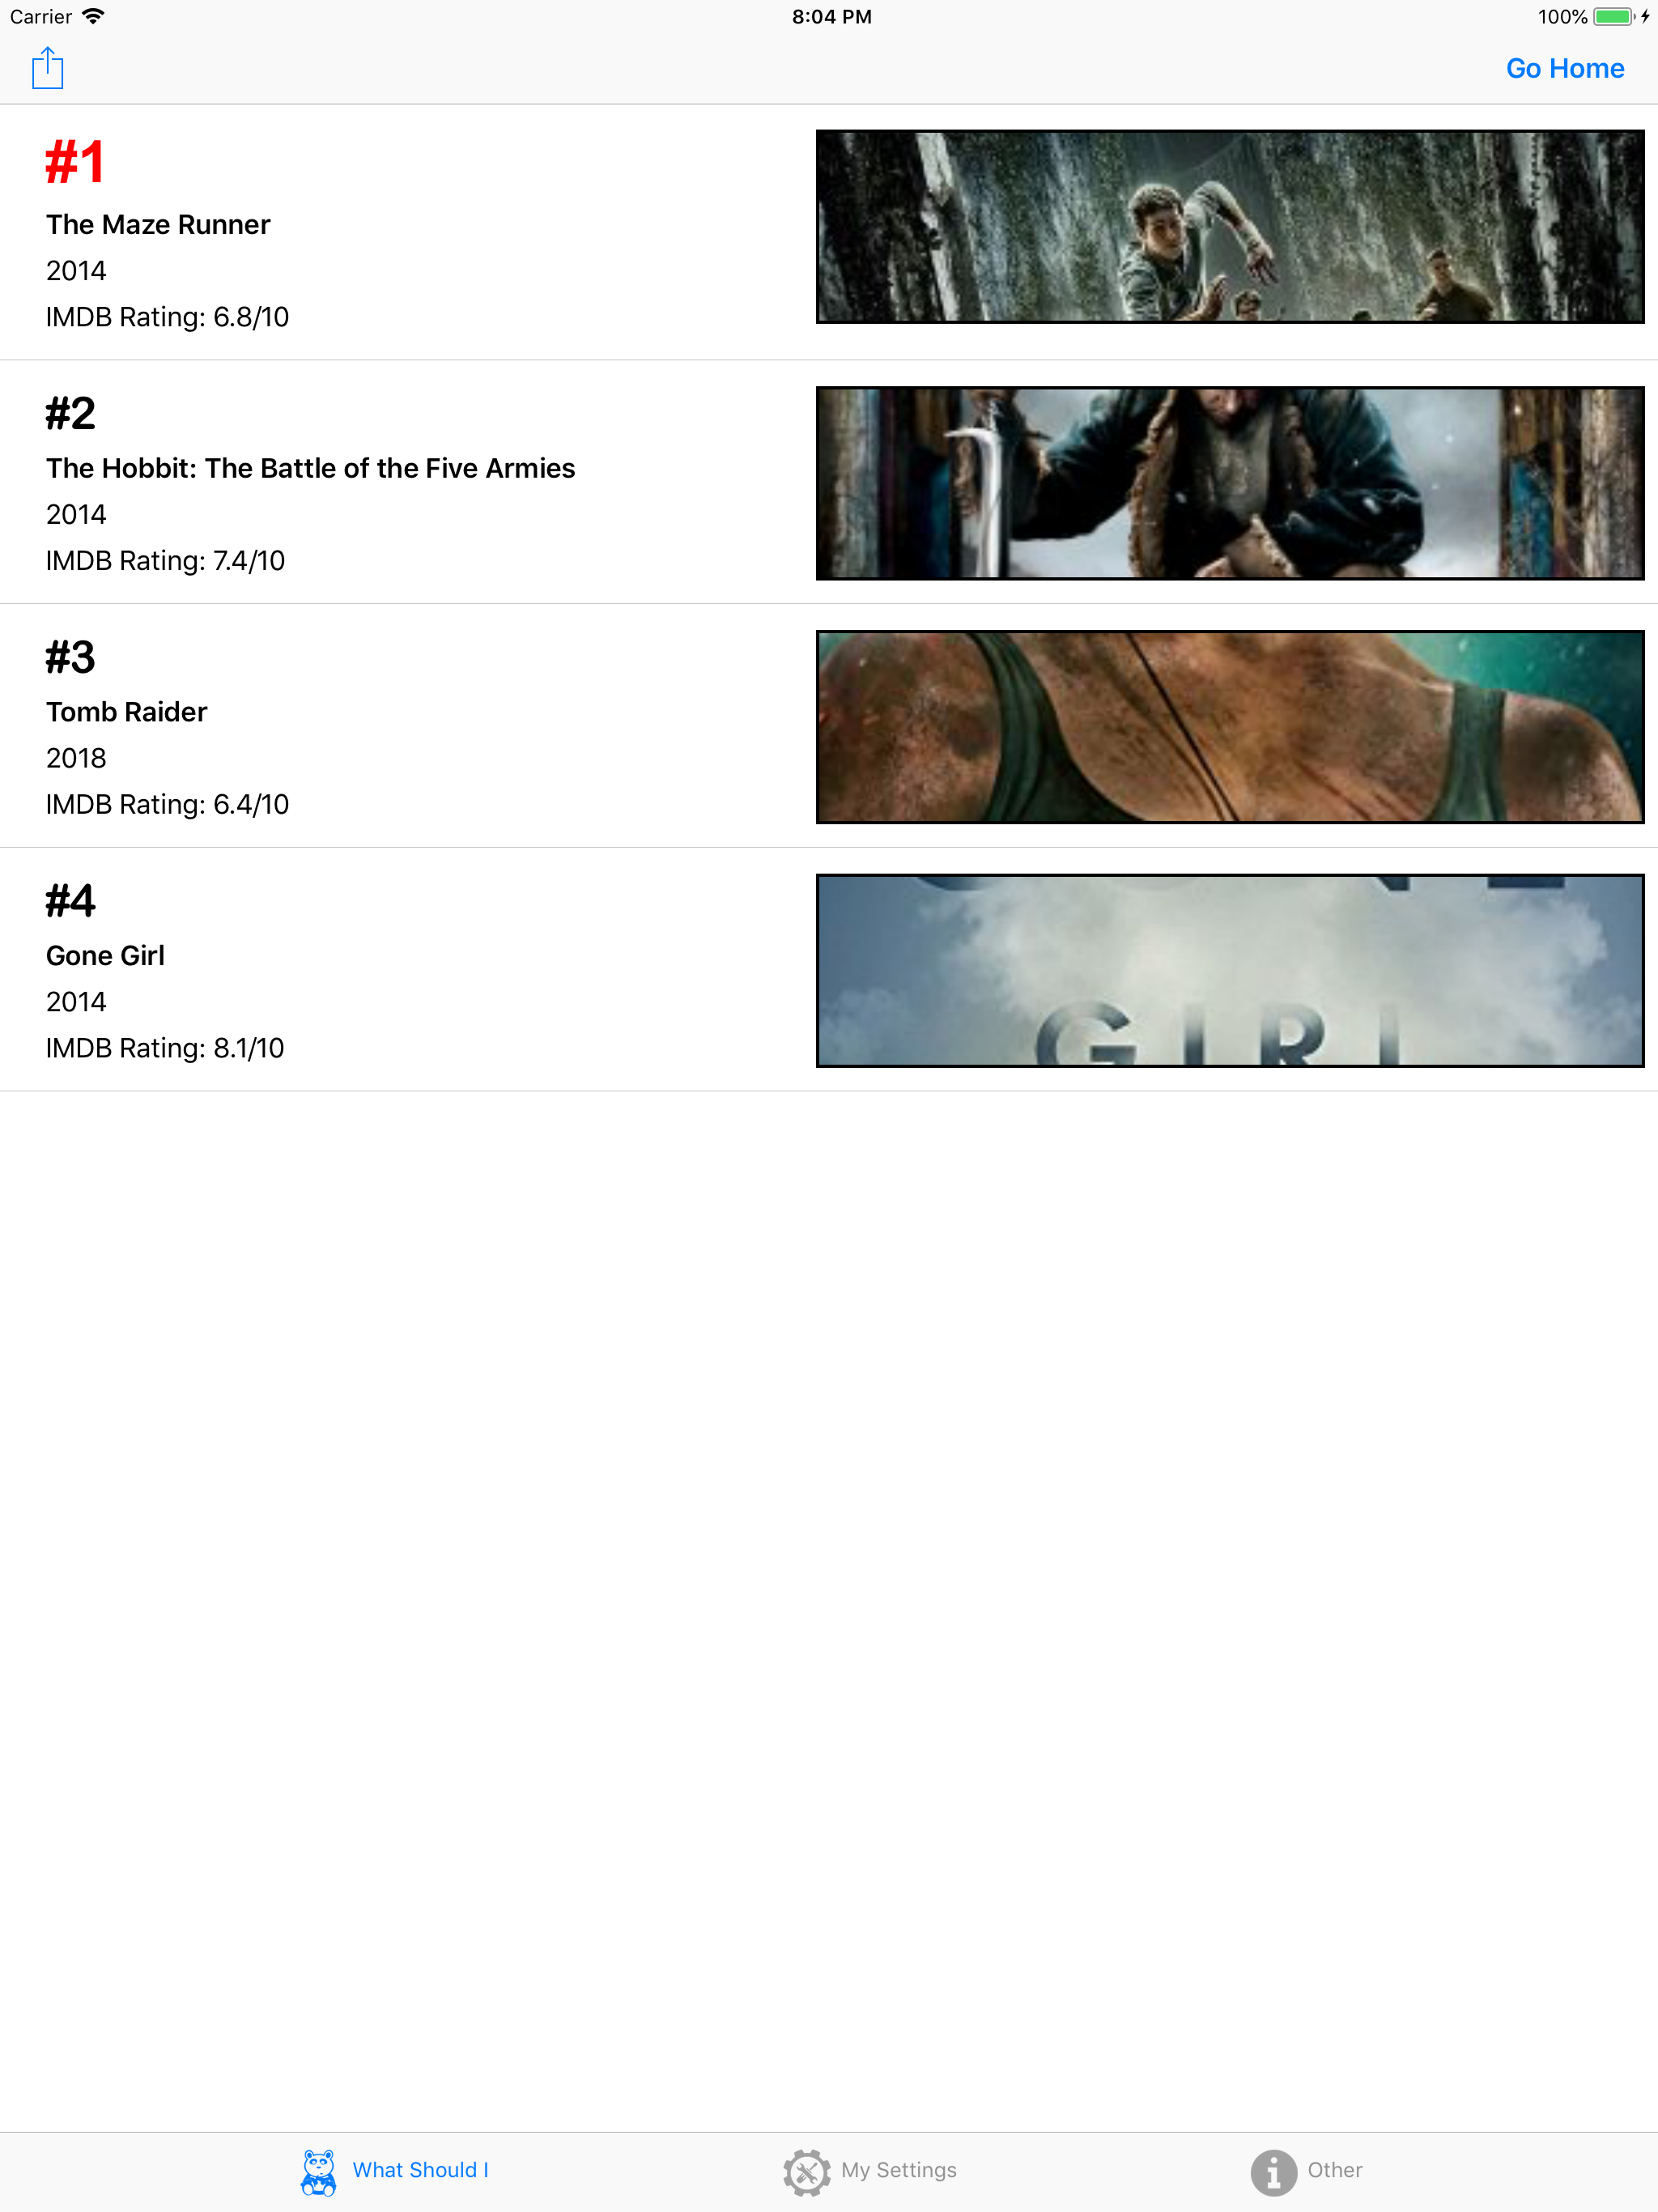 Carrier 8:04 PM 100%
Go Home
#1
The Maze Runner
2014
IMDB Rating: 6.8/10
#2
The Hobbit: The Battle of the Five Armies
2014
IMDB Rating: 7.4/10
#3
Tomb Raider
2018
IMDB Rating: 6.4/10
#4
Gone Girl
2014
IMDB Rating: 8.1/10
GIRL
What Should I My Settings Other